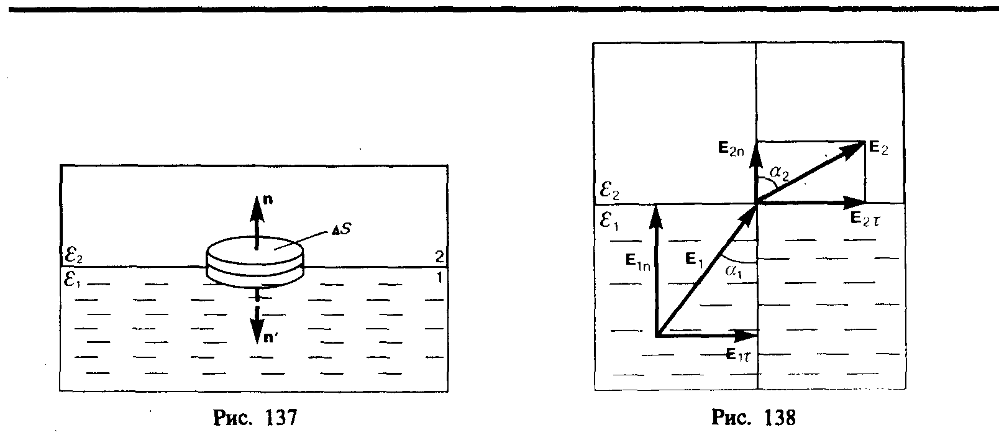 n
ΔS
ℰ₂ 2
ℰ₁ 1
n'
Рис. 137
E₂n E₂
α₂
ℰ₂
ℰ₁ E₂τ
E₁n E₁ α₁
E₁τ
Рис. 138